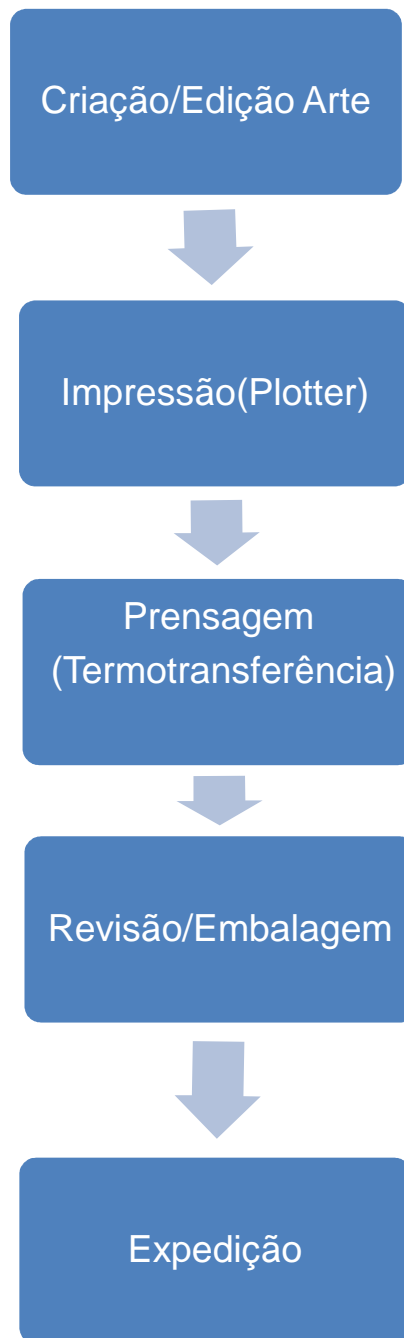 Criação/Edição Arte
Impressão(Plotter)
Prensagem
(Termotransferência)
Revisão/Embalagem
Expedição